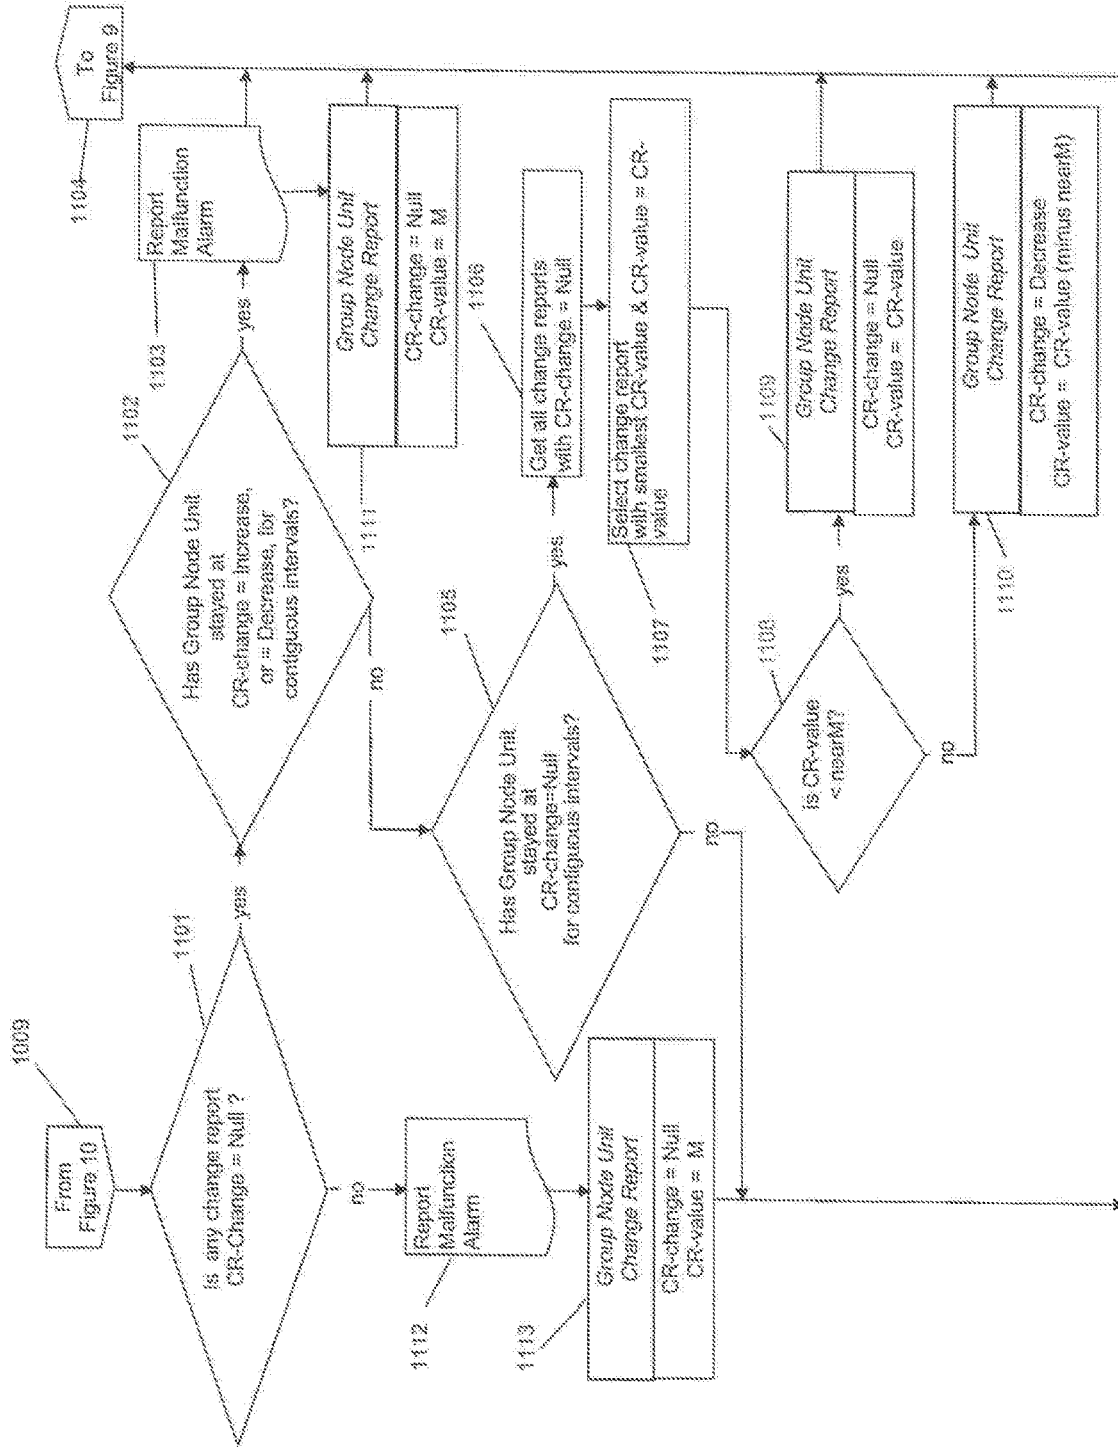 1009
From
Figure 10
1101
Is any change report
CR-Change = Null ?
yes
no
1102
Has Group Node Unit
stayed at
CR-change = Increase,
or = Decrease, for
contiguous intervals?
yes
no
1103
Report
Malfunction
Alarm
1104
To
Figure 9
1111
Group Node Unit
Change Report
CR-change = Null
CR-value = M
1105
Has Group Node Unit
stayed at
CR-change=Null
for contiguous intervals?
yes
no
1106
Get all change reports
with CR-change = Null
1107
Select change report
with smallest CR-value & CR-value = CR-
value
1108
Is CR-value
< nearM?
yes
no
1109
Group Node Unit
Change Report
CR-change = Null
CR-value = CR-value
1110
Group Node Unit
Change Report
CR-change = Decrease
CR-value = CR-value (minus nearM)
1112
Report
Malfunction
Alarm
1113
Group Node Unit
Change Report
CR-change = Null
CR-value = M